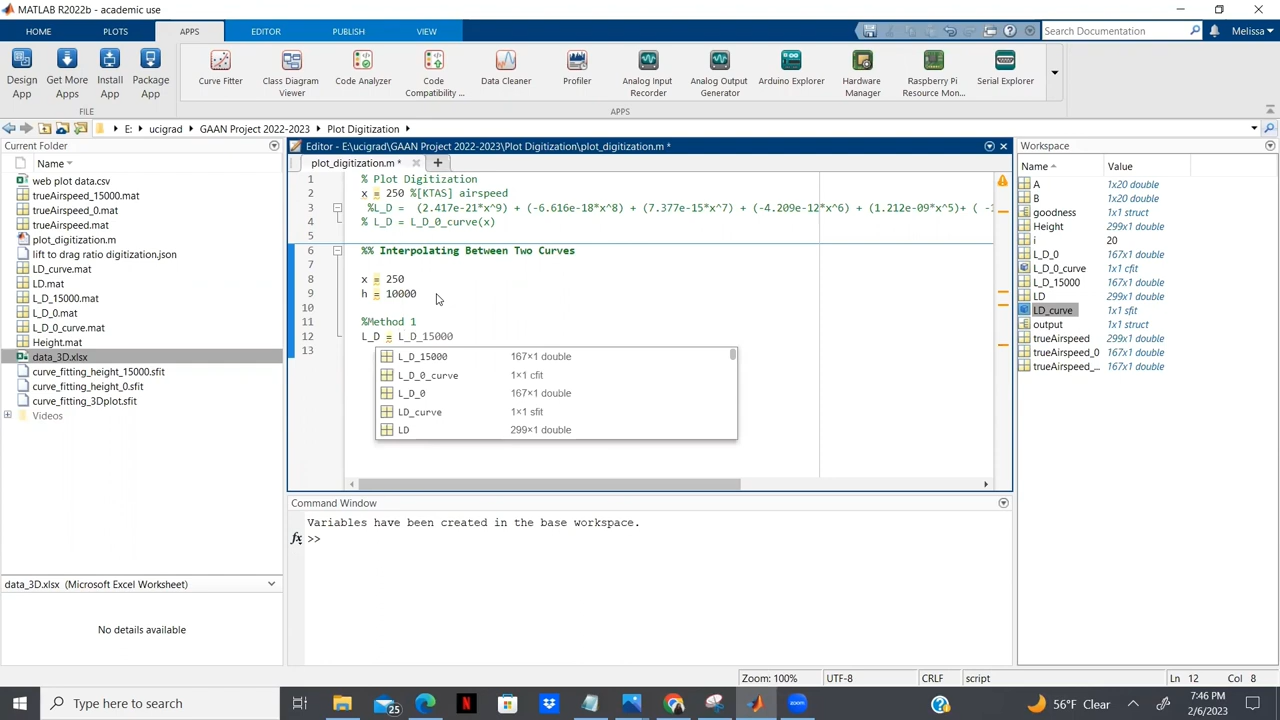 MATLAB R2022b - academic use
HOME PLOTS APPS EDITOR PUBLISH VIEW Search Documentation Melissa
Design App Get More Apps Install App Package App Curve Fitter Class Diagram Viewer Code Analyzer Code Compatibility ... Data Cleaner Profiler Analog Input Recorder Analog Output Generator Arduino Explorer Hardware Manager Raspberry Pi Resource Mon... Serial Explorer
FILE APPS
E: ucigrad GAAN Project 2022-2023 Plot Digitization
Current Folder
Name
web plot data.csv
trueAirspeed_15000.mat
trueAirspeed_0.mat
trueAirspeed.mat
plot_digitization.m
lift to drag ratio digitization.json
LD_curve.mat
LD.mat
L_D_15000.mat
L_D_0.mat
L_D_0_curve.mat
Height.mat
data_3D.xlsx
curve_fitting_height_15000.sfit
curve_fitting_height_0.sfit
curve_fitting_3Dplot.sfit
Videos
data_3D.xlsx (Microsoft Excel Worksheet)
No details available
Editor - E:\ucigrad\GAAN Project 2022-2023\Plot Digitization\plot_digitization.m *
plot_digitization.m *
1 % Plot Digitization
2 x = 250 %[KTAS] airspeed
3 %L_D = (2.417e-21*x^9) + (-6.616e-18*x^8) + (7.377e-15*x^7) + (-4.209e-12*x^6) + (1.212e-09*x^5)+ ( -1
4 % L_D = L_D_0_curve(x)
5
6 %% Interpolating Between Two Curves
7
8 x = 250
9 h = 10000
10
11 %Method 1
12 L_D = L_D_15000
13
L_D_15000 167×1 double
L_D_0_curve 1×1 cfit
L_D_0 167×1 double
LD_curve 1×1 sfit
LD 299×1 double
Command Window
Variables have been created in the base workspace.
fx >>
Workspace
Name Value
A 1x20 double
B 1x20 double
goodness 1x1 struct
Height 299x1 double
i 20
L_D_0 167x1 double
L_D_0_curve 1x1 cfit
L_D_15000 167x1 double
LD 299x1 double
LD_curve 1x1 sfit
output 1x1 struct
trueAirspeed 299x1 double
trueAirspeed_0 167x1 double
trueAirspeed_... 167x1 double
Zoom: 100% UTF-8 CRLF script Ln 12 Col 8
Type here to search 25 zoom 56°F Clear 7:46 PM
2/6/2023